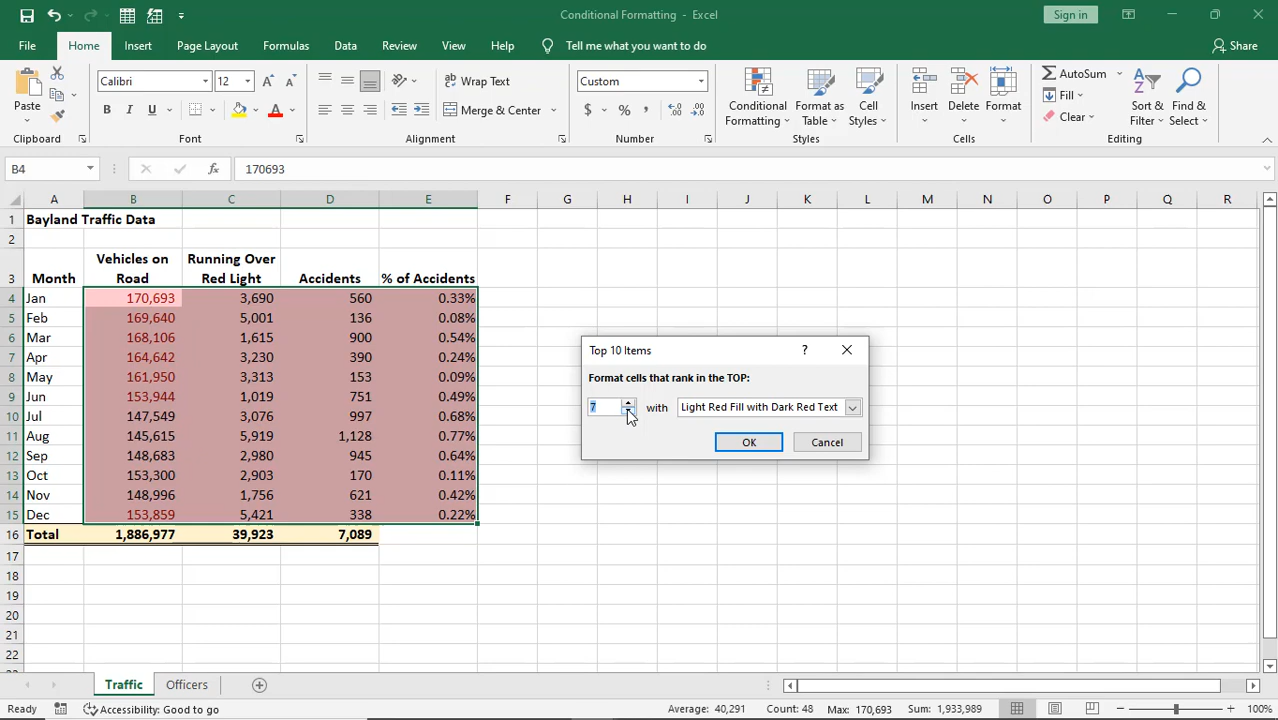 Conditional Formatting - Excel
Sign in
File Home Insert Page Layout Formulas Data Review View Help Tell me what you want to do Share
Paste
Clipboard
Calibri 12
B I U A
Font
Wrap Text
Merge & Center
Alignment
Custom
$ % ,
Number
Conditional Formatting
Format as Table
Cell Styles
Styles
Insert Delete Format
Cells
AutoSum
Fill
Clear
Sort & Filter
Find & Select
Editing
B4 fx 170693
A B C D E F G H I J K L M N O P Q R
1 Bayland Traffic Data
2
3 Month Vehicles on Road Running Over Red Light Accidents % of Accidents
4 Jan 170,693 3,690 560 0.33%
5 Feb 169,640 5,001 136 0.08%
6 Mar 168,106 1,615 900 0.54%
7 Apr 164,642 3,230 390 0.24%
8 May 161,950 3,313 153 0.09%
9 Jun 153,944 1,019 751 0.49%
10 Jul 147,549 3,076 997 0.68%
11 Aug 145,615 5,919 1,128 0.77%
12 Sep 148,683 2,980 945 0.64%
13 Oct 153,300 2,903 170 0.11%
14 Nov 148,996 1,756 621 0.42%
15 Dec 153,859 5,421 338 0.22%
16 Total 1,886,977 39,923 7,089
17
18
19
20
21
22
Top 10 Items ?
Format cells that rank in the TOP:
7 with Light Red Fill with Dark Red Text
OK Cancel
Traffic Officers
Ready Accessibility: Good to go Average: 40,291 Count: 48 Max: 170,693 Sum: 1,933,989 100%